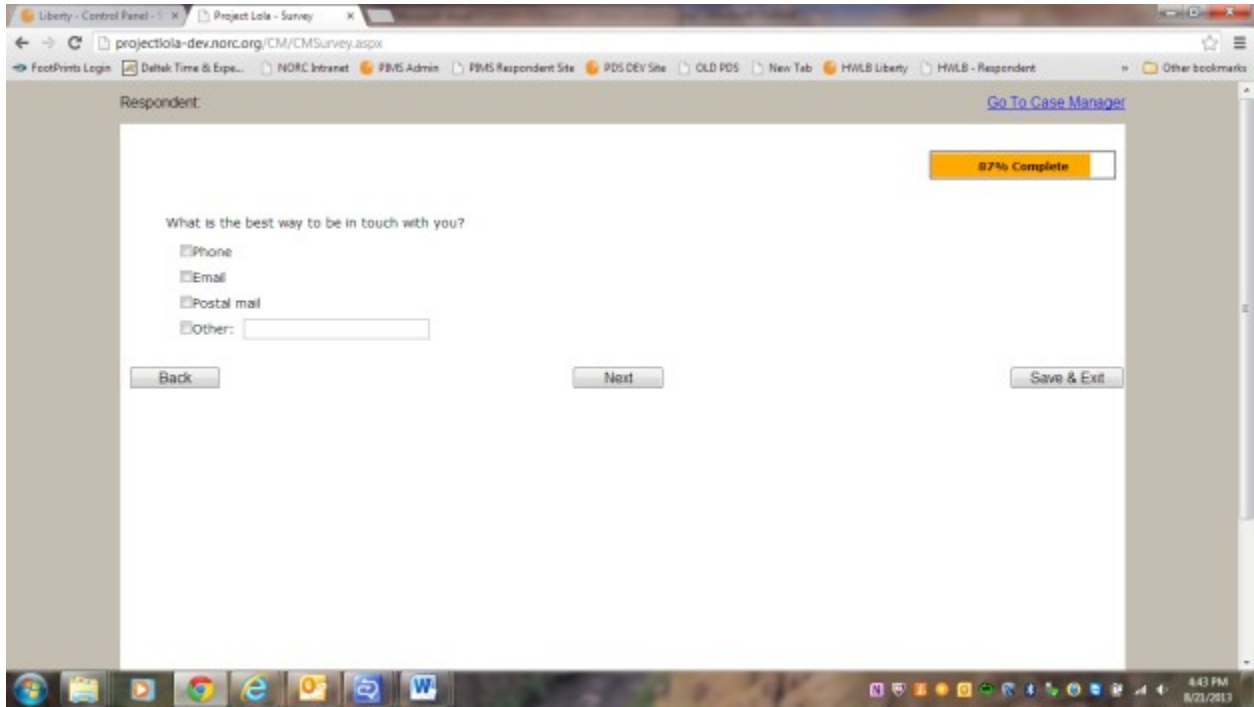 Liberty - Control Panel - S
Project Lola - Survey
projectlola-dev.norc.org/CM/CMSurvey.aspx
FootPrints Login Deltek Time & Expe... NORC Intranet PIMS Admin PIMS Respondent Site PDS DEV Site OLD PDS New Tab HWLB Liberty HWLB - Respondent » Other bookmarks
Respondent: Go To Case Manager
87% Complete
What is the best way to be in touch with you?
Phone
Email
Postal mail
Other:
Back Next Save & Exit
4:43 PM
8/21/2013